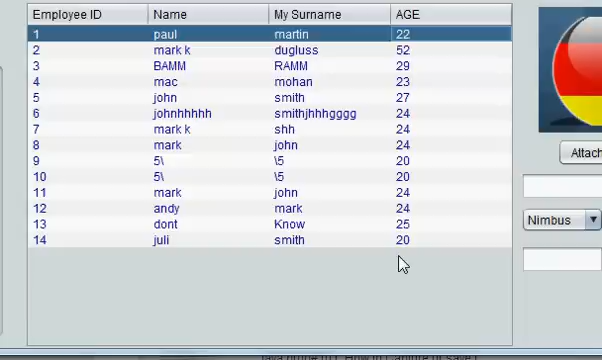 Employee ID Name My Surname AGE
1 paul martin 22
2 mark k dugluss 52
3 BAMM RAMM 29
4 mac mohan 23
5 john smith 27
6 johnhhhhh smithjhhhgggg 24
7 mark k shh 24
8 mark john 24
9 5\ \5 20
10 5\ \5 20
11 mark john 24
12 andy mark 24
13 dont Know 25
14 juli smith 20
Attach
Nimbus